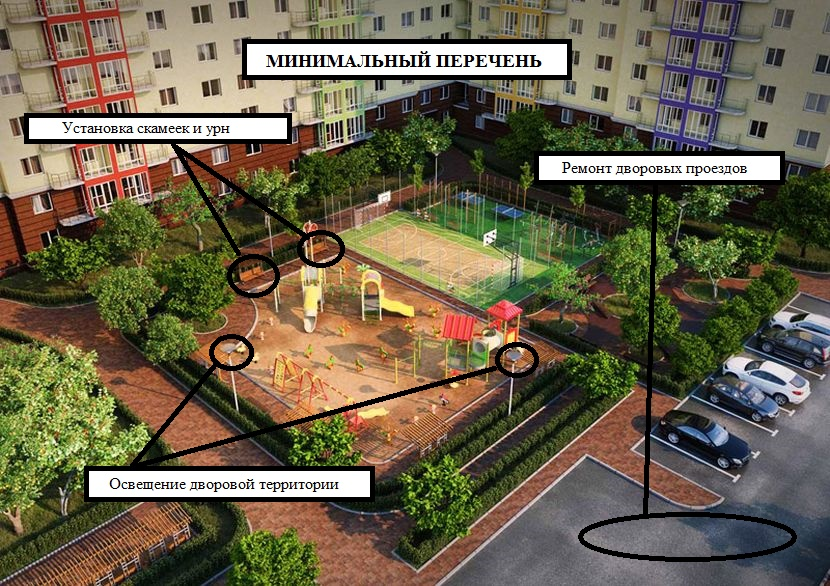 МИНИМАЛЬНЫЙ ПЕРЕЧЕНЬ
Установка скамеек и урн
Ремонт дворовых проездов
Освещение дворовой территории